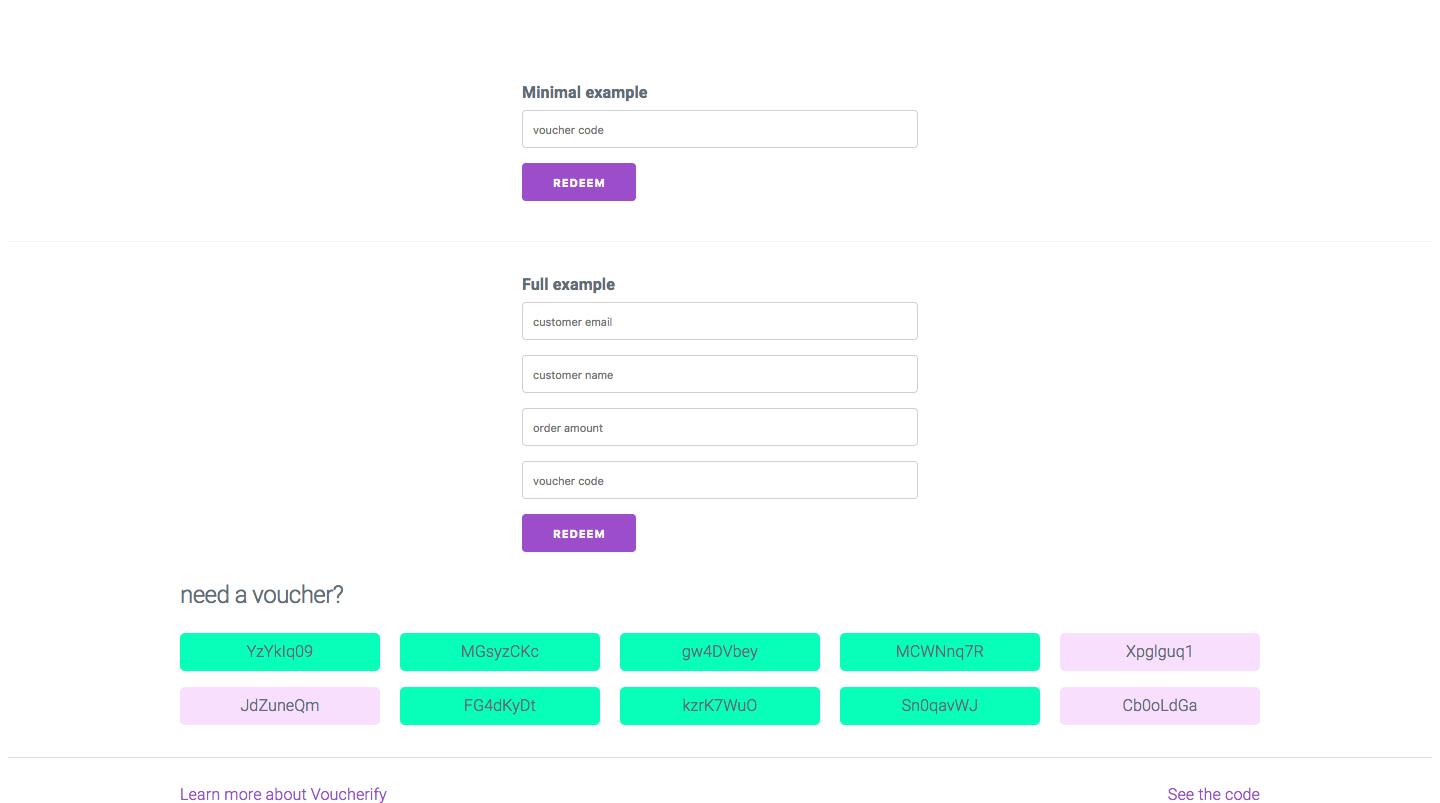 Minimal example
voucher code
REDEEM
Full example
customer email
customer name
order amount
voucher code
REDEEM
need a voucher?
YzYkIq09 MGsyzCKc gw4DVbey MCWNnq7R Xpglguq1
JdZuneQm FG4dKyDt kzrK7WuO Sn0qavWJ Cb0oLdGa
Learn more about Voucherify See the code